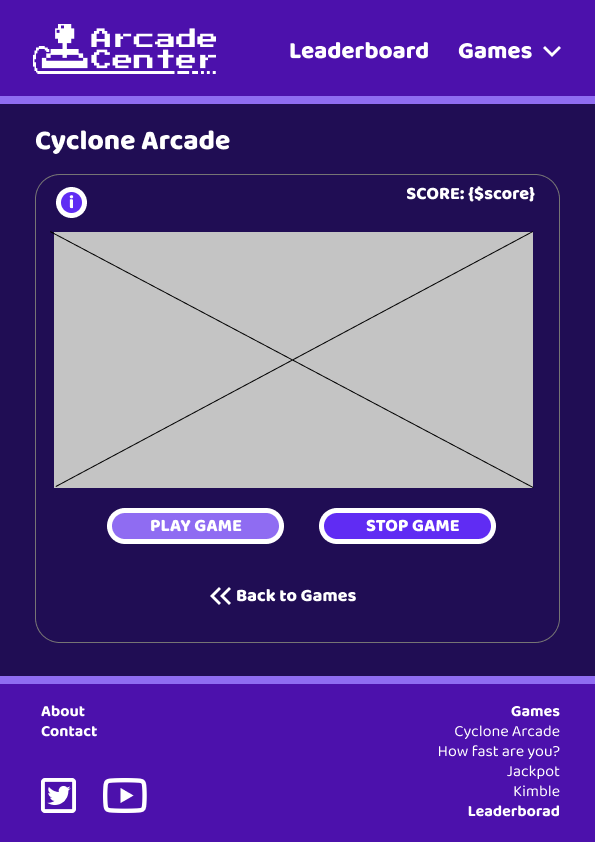 Arcade
Center
Leaderboard
Games
Cyclone Arcade
i
SCORE: {$score}
PLAY GAME
STOP GAME
Back to Games
About
Contact
Games
Cyclone Arcade
How fast are you?
Jackpot
Kimble
Leaderborad